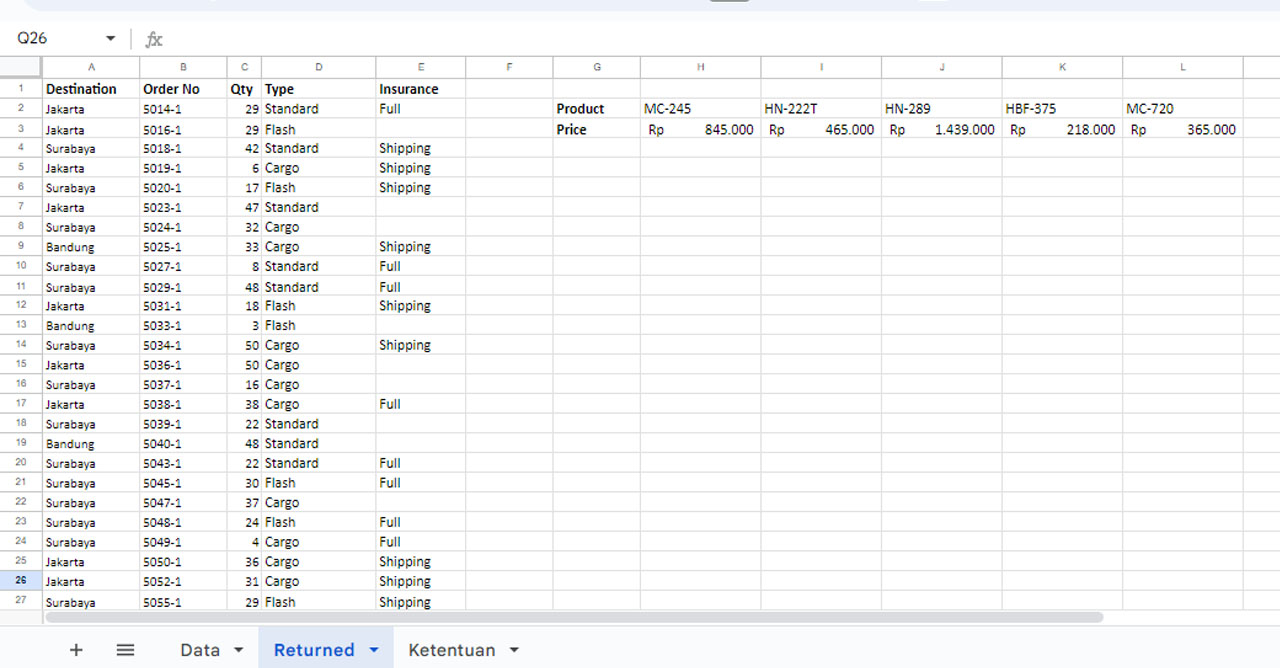 Q26 fx
A B C D E F G H I J K L
1 Destination Order No Qty Type Insurance
2 Jakarta 5014-1 29 Standard Full Product MC-245 HN-222T HN-289 HBF-375 MC-720
3 Jakarta 5016-1 29 Flash Price Rp 845.000 Rp 465.000 Rp 1.439.000 Rp 218.000 Rp 365.000
4 Surabaya 5018-1 42 Standard Shipping
5 Jakarta 5019-1 6 Cargo Shipping
6 Surabaya 5020-1 17 Flash Shipping
7 Jakarta 5023-1 47 Standard
8 Surabaya 5024-1 32 Cargo
9 Bandung 5025-1 33 Cargo Shipping
10 Surabaya 5027-1 8 Standard Full
11 Surabaya 5029-1 48 Standard Full
12 Jakarta 5031-1 18 Flash Shipping
13 Bandung 5033-1 3 Flash
14 Surabaya 5034-1 50 Cargo Shipping
15 Jakarta 5036-1 50 Cargo
16 Surabaya 5037-1 16 Cargo
17 Jakarta 5038-1 38 Cargo Full
18 Surabaya 5039-1 22 Standard
19 Bandung 5040-1 48 Standard
20 Surabaya 5043-1 22 Standard Full
21 Surabaya 5045-1 30 Flash Full
22 Surabaya 5047-1 37 Cargo
23 Surabaya 5048-1 24 Flash Full
24 Surabaya 5049-1 4 Cargo Full
25 Jakarta 5050-1 36 Cargo Shipping
26 Jakarta 5052-1 31 Cargo Shipping
27 Surabaya 5055-1 29 Flash Shipping
+ Data Returned Ketentuan